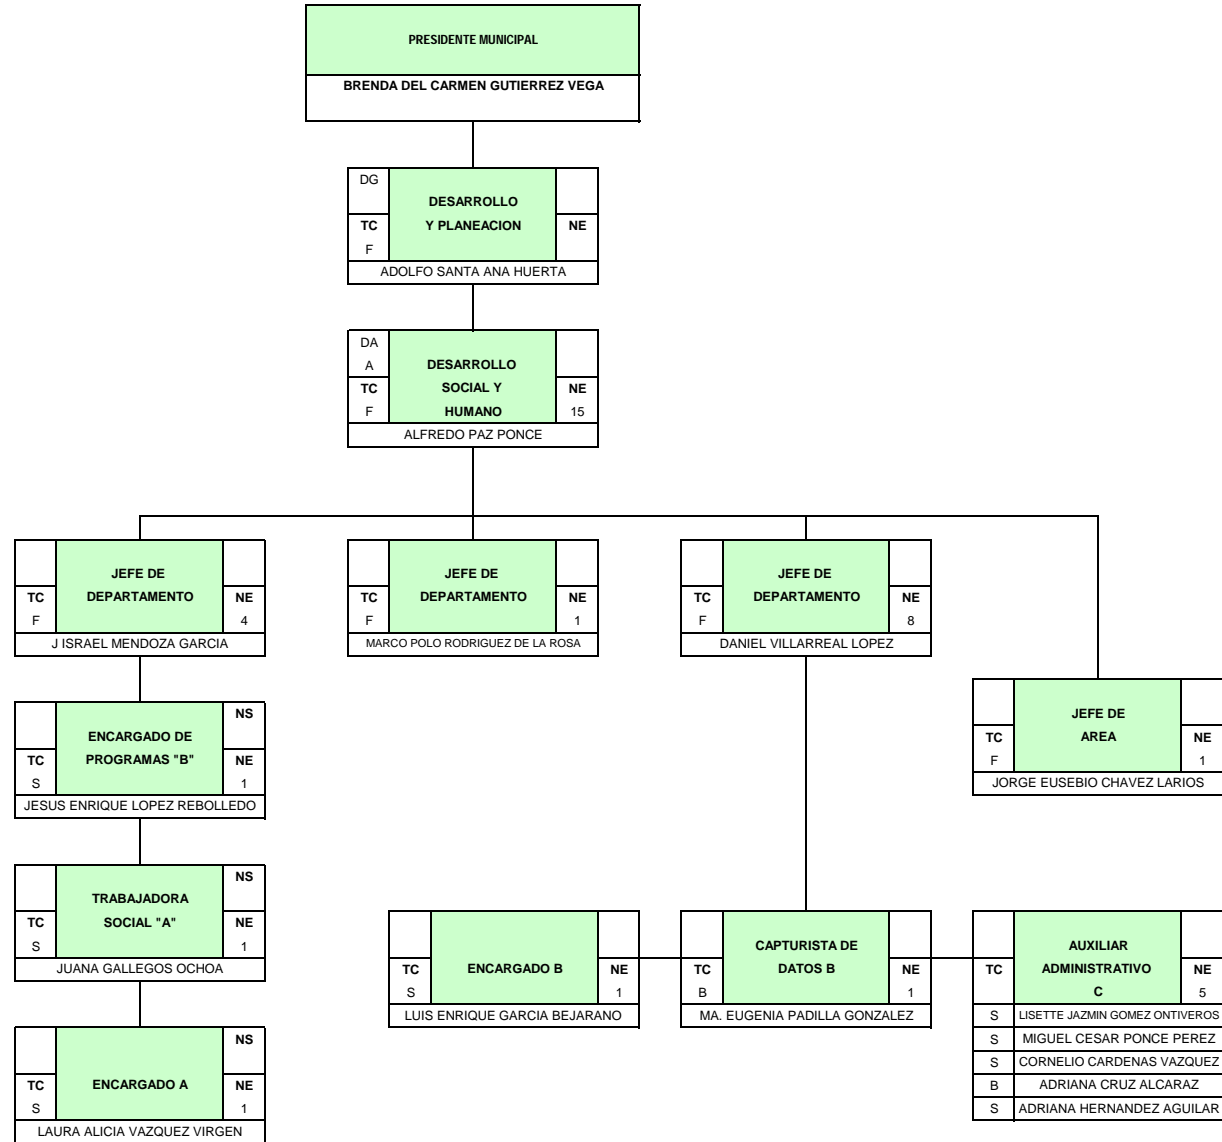 PRESIDENTE MUNICIPAL
BRENDA DEL CARMEN GUTIERREZ VEGA
DG
DESARROLLO
TC Y PLANEACION NE
F
ADOLFO SANTA ANA HUERTA
DA
A DESARROLLO
TC SOCIAL Y NE
F HUMANO 15
ALFREDO PAZ PONCE
JEFE DE
TC DEPARTAMENTO NE
F 4
J ISRAEL MENDOZA GARCIA
JEFE DE
TC DEPARTAMENTO NE
F 1
MARCO POLO RODRIGUEZ DE LA ROSA
JEFE DE
TC DEPARTAMENTO NE
F 8
DANIEL VILLARREAL LOPEZ
JEFE DE
TC AREA NE
F 1
JORGE EUSEBIO CHAVEZ LARIOS
NS
ENCARGADO DE
TC PROGRAMAS "B" NE
S 1
JESUS ENRIQUE LOPEZ REBOLLEDO
NS
TRABAJADORA
TC SOCIAL "A" NE
S 1
JUANA GALLEGOS OCHOA
NS
TC ENCARGADO A NE
S 1
LAURA ALICIA VAZQUEZ VIRGEN
TC ENCARGADO B NE
S 1
LUIS ENRIQUE GARCIA BEJARANO
CAPTURISTA DE
TC DATOS B NE
B 1
MA. EUGENIA PADILLA GONZALEZ
AUXILIAR
TC ADMINISTRATIVO NE
C 5
S LISETTE JAZMIN GOMEZ ONTIVEROS
S MIGUEL CESAR PONCE PEREZ
S CORNELIO CARDENAS VAZQUEZ
B ADRIANA CRUZ ALCARAZ
S ADRIANA HERNANDEZ AGUILAR